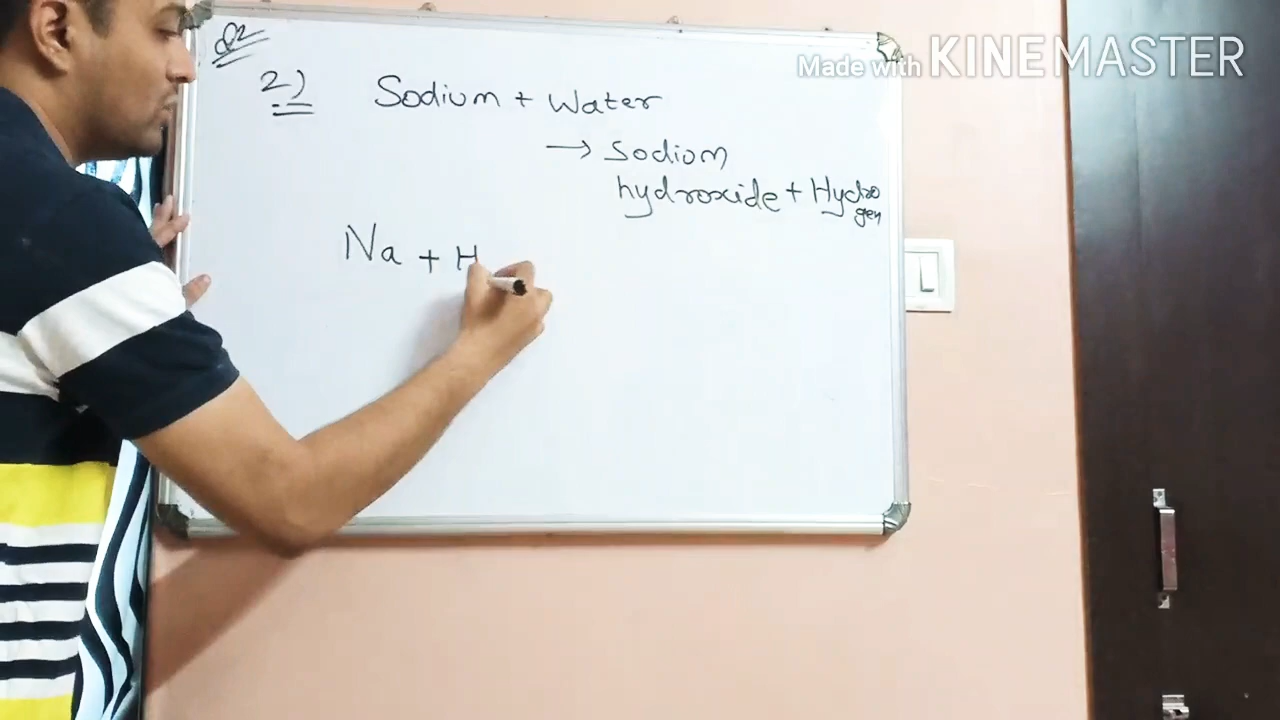 Made with KINEMASTER
Q2
2) Sodium + Water
→ Sodium
hydroxide + Hydro
gen
Na + H